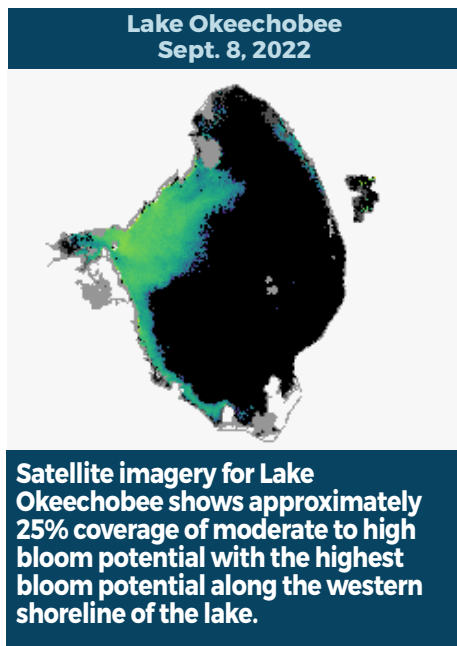 Lake Okeechobee
Sept. 8, 2022
Satellite imagery for Lake
Okeechobee shows approximately
25% coverage of moderate to high
bloom potential with the highest
bloom potential along the western
shoreline of the lake.